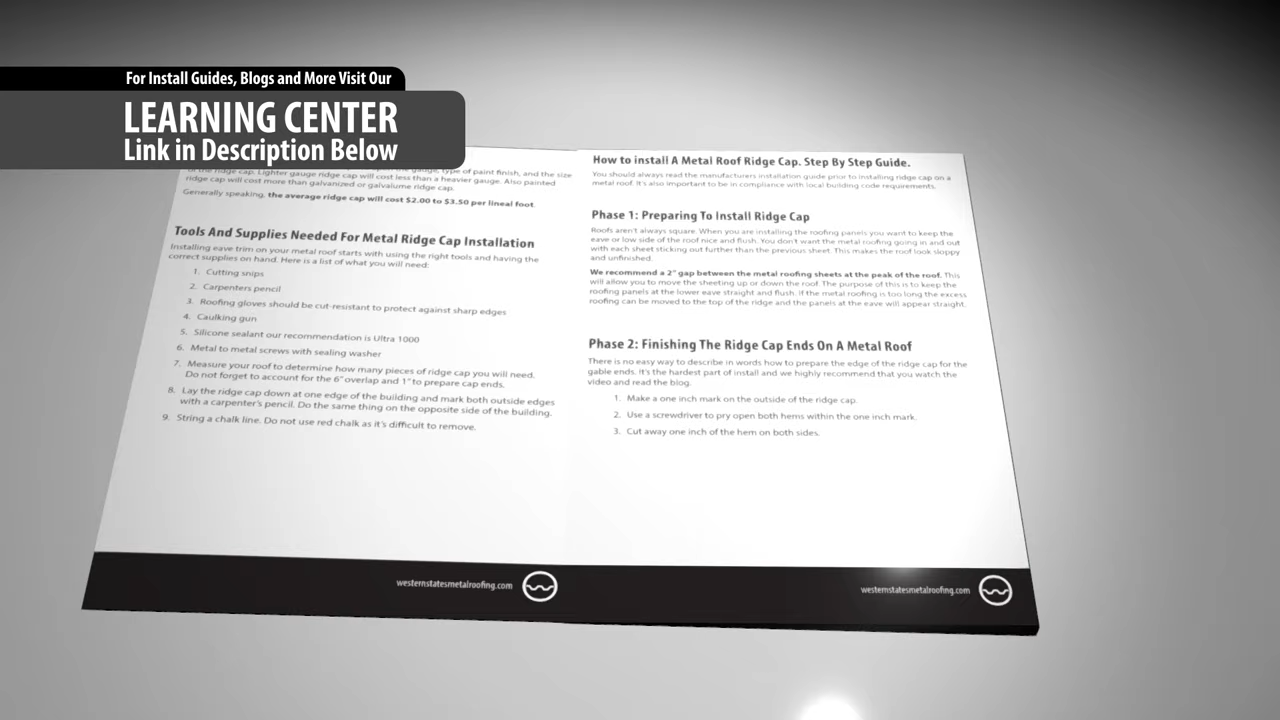 For Install Guides, Blogs and More Visit Our
LEARNING CENTER
Link in Description Below
type of paint finish, and the size
ridge cap. Lighter gauge ridge cap will cost less than a heavier gauge. Also painted
ridge cap will cost more than galvanized or galvalume ridge cap.
Generally speaking, the average ridge cap will cost $2.00 to $3.50 per lineal foot.
Tools And Supplies Needed For Metal Ridge Cap Installation
Installing eave trim on your metal roof starts with using the right tools and having the
correct supplies on hand. Here is a list of what you will need:
1. Cutting snips
2. Carpenters pencil
3. Roofing gloves should be cut-resistant to protect against sharp edges
4. Caulking gun
5. Silicone sealant our recommendation is Ultra 1000
6. Metal to metal screws with sealing washer
7. Measure your roof to determine how many pieces of ridge cap you will need.
Do not forget to account for the 6" overlap and 1" to prepare cap ends.
8. Lay the ridge cap down at one edge of the building and mark both outside edges
with a carpenter's pencil. Do the same thing on the opposite side of the building.
9. String a chalk line. Do not use red chalk as it's difficult to remove.
westernstatesmetalroofing.com
How to install A Metal Roof Ridge Cap. Step By Step Guide.
You should always read the manufacturers installation guide prior to installing ridge cap on a
metal roof. It's also important to be in compliance with local building code requirements.
Phase 1: Preparing To Install Ridge Cap
Roofs aren't always square. When you are installing the roofing panels you want to keep the
eave or low side of the roof nice and flush. You don't want the metal roofing going in and out
with each sheet sticking out further than the previous sheet. This makes the roof look sloppy
and unfinished.
We recommend a 2" gap between the metal roofing sheets at the peak of the roof. This
will allow you to move the sheeting up or down the roof. The purpose of this is to keep the
roofing panels at the lower eave straight and flush. If the metal roofing is too long the excess
roofing can be moved to the top of the ridge and the panels at the eave will appear straight.
Phase 2: Finishing The Ridge Cap Ends On A Metal Roof
There is no easy way to describe in words how to prepare the edge of the ridge cap for the
gable ends. It's the hardest part of install and we highly recommend that you watch the
video and read the blog.
1. Make a one inch mark on the outside of the ridge cap.
2. Use a screwdriver to pry open both hems within the one inch mark.
3. Cut away one inch of the hem on both sides.
westernstatesmetalroofing.com